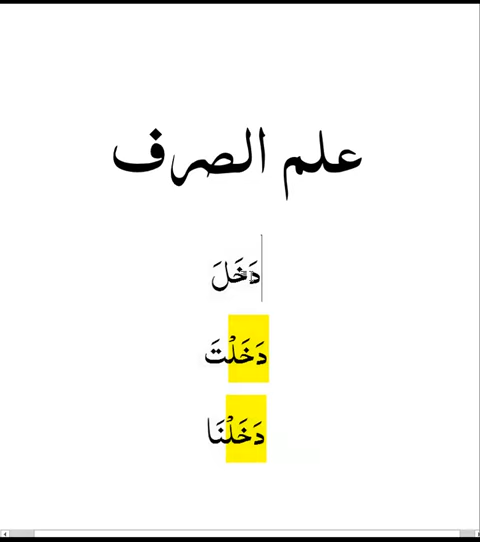 علم الصرف
دَخَلَ
دَخَلْتَ
دَخَلْنَا